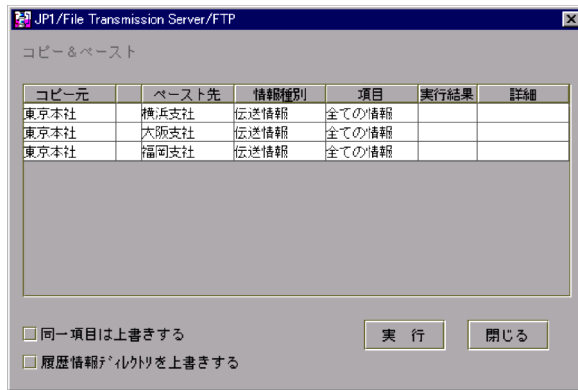 JP1/File Transmission Server/FTP
コピー&ペースト
コピー元 ペースト先 情報種別 項目 実行結果 詳細
東京本社 横浜支社 伝送情報 全ての情報
東京本社 大阪支社 伝送情報 全ての情報
東京本社 福岡支社 伝送情報 全ての情報
同一項目は上書きする
実 行 閉じる
履歴情報ディレクトリを上書きする